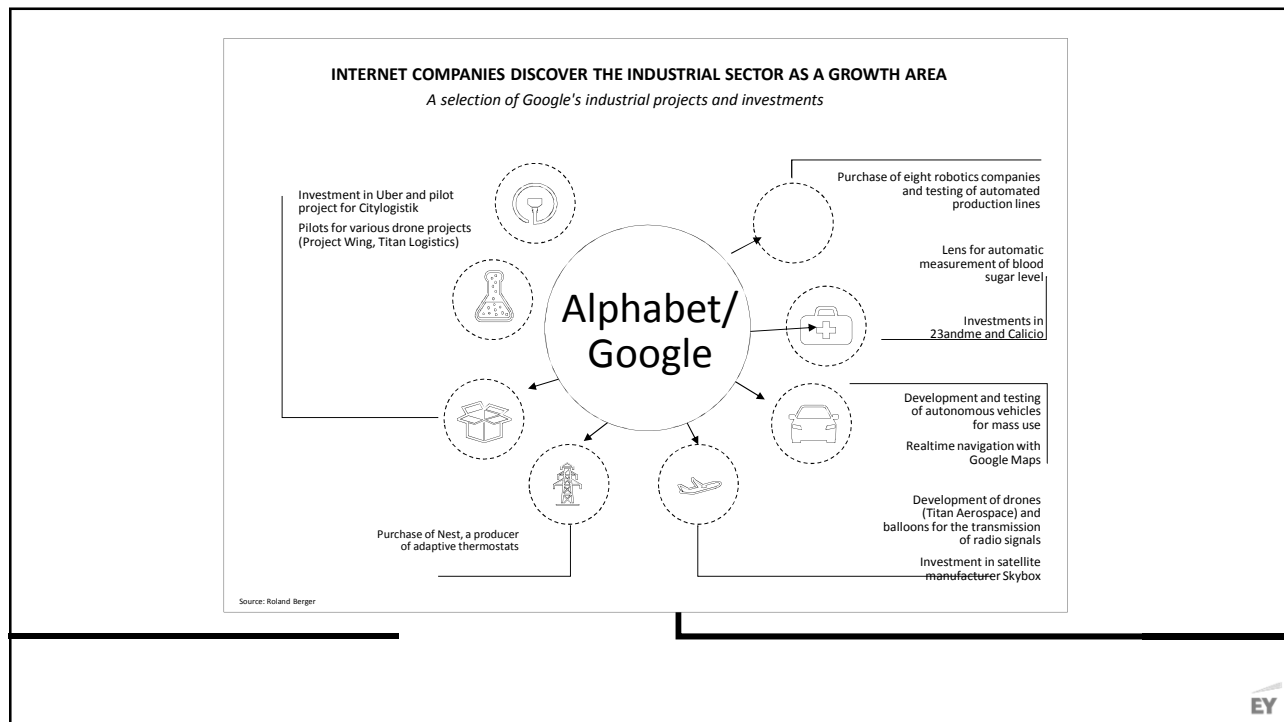 INTERNET COMPANIES DISCOVER THE INDUSTRIAL SECTOR AS A GROWTH AREA
A selection of Google's industrial projects and investments
Investment in Uber and pilot
project for Citylogistik
Pilots for various drone projects
(Project Wing, Titan Logistics)
Alphabet/
Google
Purchase of eight robotics companies
and testing of automated
production lines
Lens for automatic
measurement of blood
sugar level
Investments in
23andme and Calicio
Development and testing
of autonomous vehicles
for mass use
Realtime navigation with
Google Maps
Development of drones
(Titan Aerospace) and
balloons for the transmission
of radio signals
Investment in satellite
manufacturer Skybox
Purchase of Nest, a producer
of adaptive thermostats
Source: Roland Berger
EY